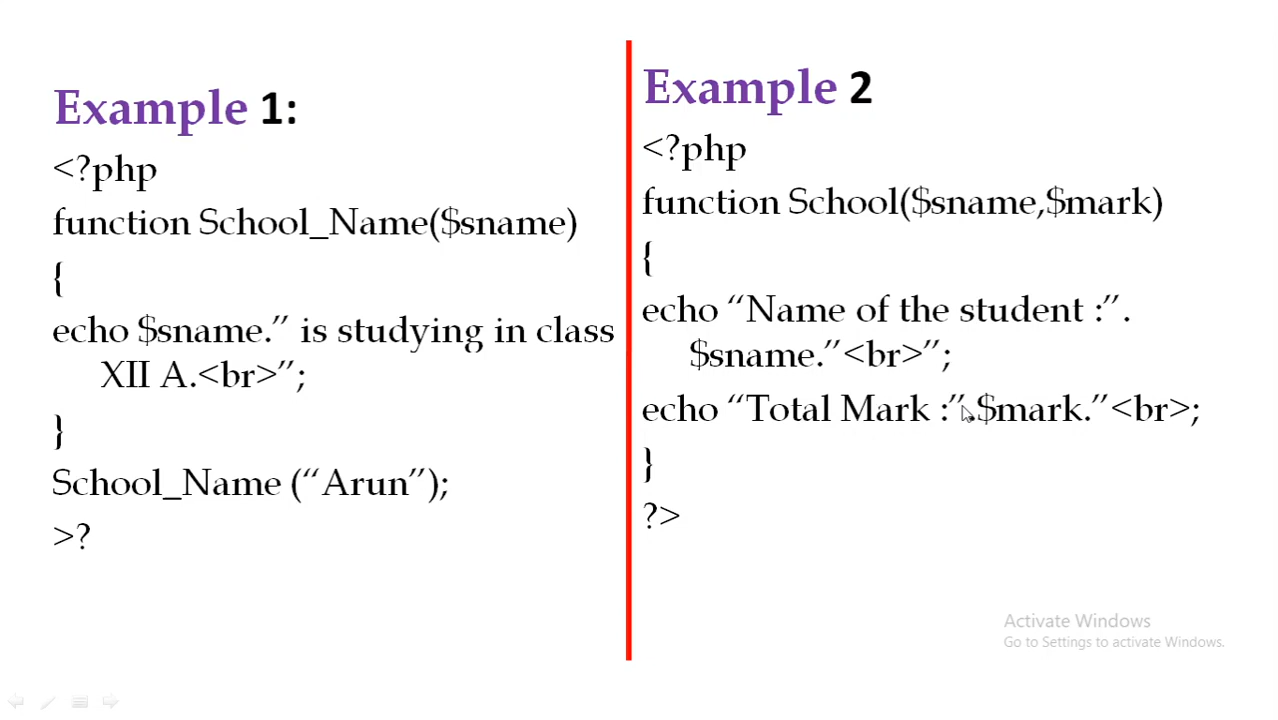 Example 1:
<?php
function School_Name($sname)
{
echo $sname.” is studying in class
XII A.<br>”;
}
School_Name (“Arun”);
>?
Example 2
<?php
function School($sname,$mark)
{
echo “Name of the student :”.
$sname.”<br>”;
echo “Total Mark :”.$mark.”<br>;
}
?>
Activate Windows
Go to Settings to activate Windows.